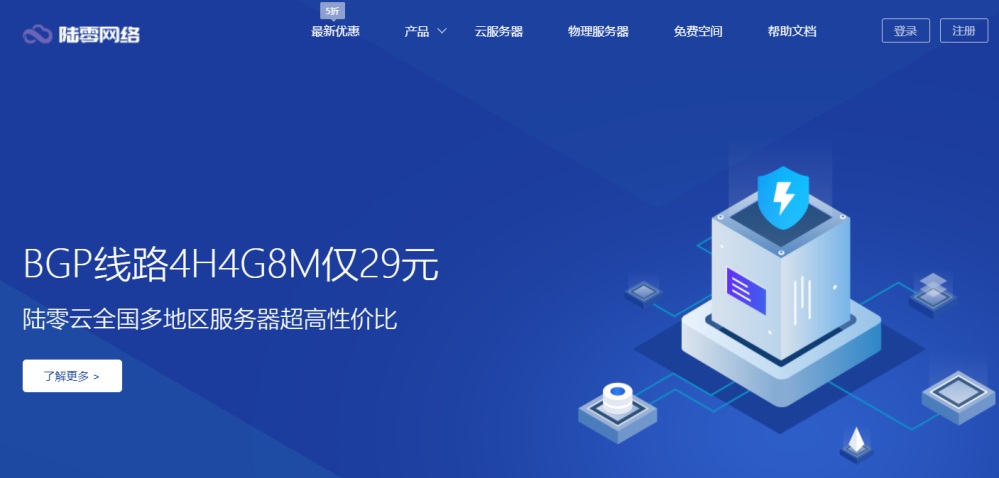 5折
陆零网络
最新优惠
产品
云服务器
物理服务器
免费空间
帮助文档
登录
注册
BGP线路4H4G8M仅29元
陆零云全国多地区服务器超高性价比
了解更多 >